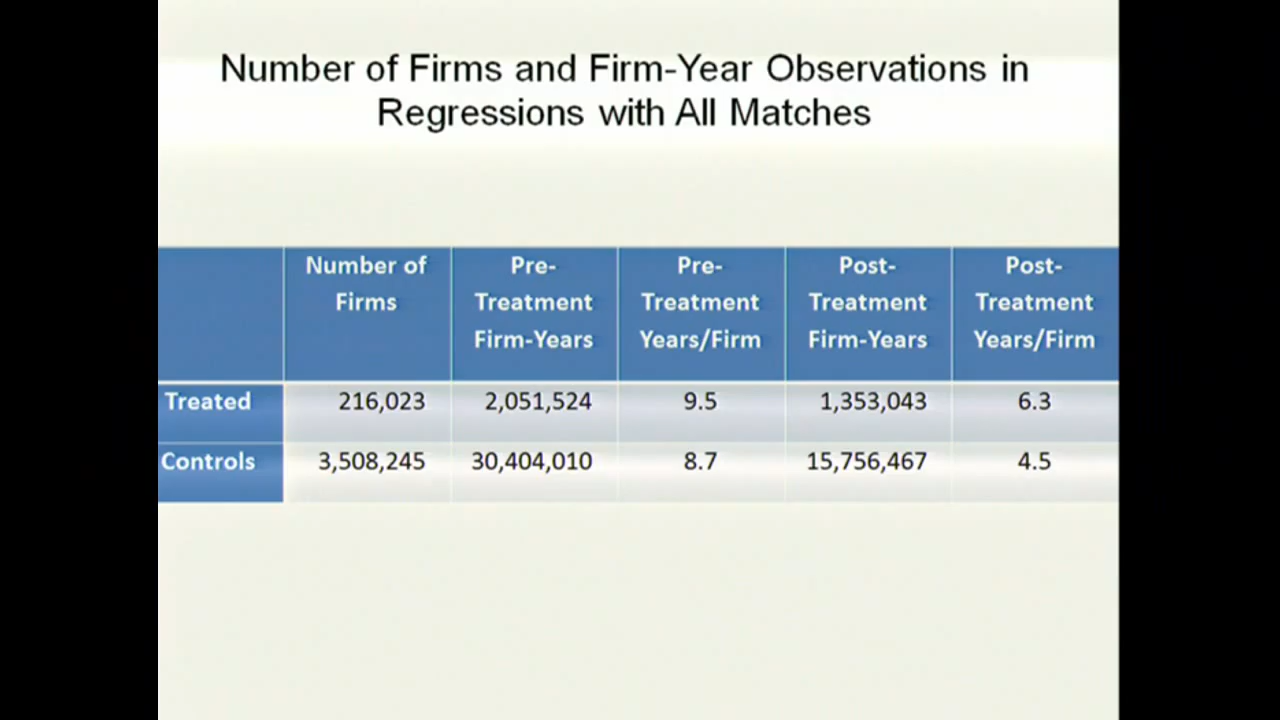 Number of Firms and Firm-Year Observations in
Regressions with All Matches
Number of Firms
Pre-Treatment Firm-Years
Pre-Treatment Years/Firm
Post-Treatment Firm-Years
Post-Treatment Years/Firm
Treated 216,023 2,051,524 9.5 1,353,043 6.3
Controls 3,508,245 30,404,010 8.7 15,756,467 4.5